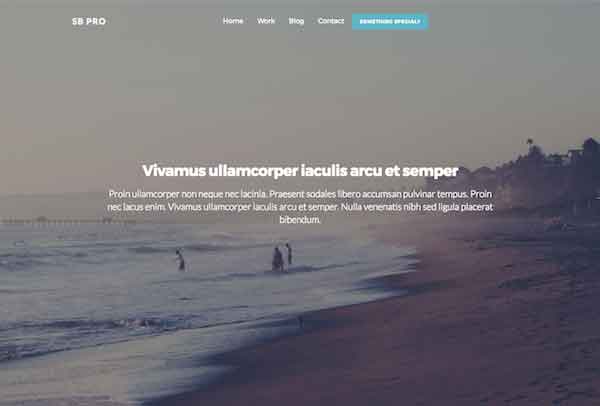 SB PRO
Home Work Blog Contact SOMETHING SPECIAL?
Vivamus ullamcorper iaculis arcu et semper
Proin ullamcorper non neque nec lacinia. Praesent sodales libero accumsan pulvinar tempus. Proin
nec lacus enim. Vivamus ullamcorper iaculis arcu et semper. Nulla venenatis nibh sed ligula placerat
bibendum.